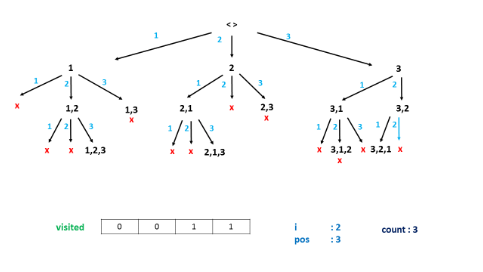 < >
1 2 3
1 2 3
1 2 3 1 2 3 1 2
x 1,2 1,3 2,1 x 2,3 3,1 3,2
x x
1 2 3 1 2 3 1 2 3 1 2
x x 1,2,3 x x 2,1,3 x 3,1,2 x 3,2,1 x
x
visited 0 0 1 1 i : 2 count : 3
pos : 3